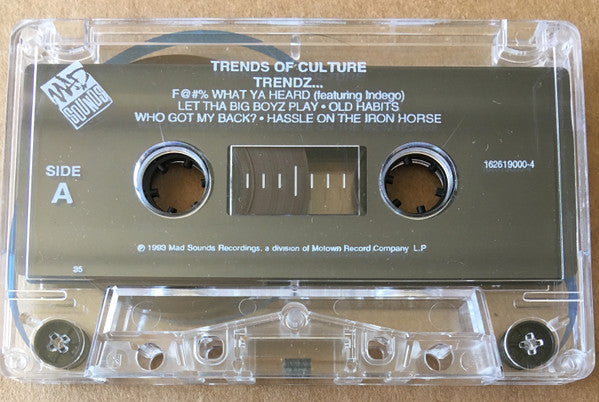 MAD
SOUNDS
TRENDS OF CULTURE
TRENDZ...
F@#% WHAT YA HEARD (featuring Indego)
LET THA BIG BOYZ PLAY • OLD HABITS
WHO GOT MY BACK? • HASSLE ON THE IRON HORSE
SIDE
A
162619000-4
℗ 1993 Mad Sounds Recordings, a division of Motown Record Company L.P
35